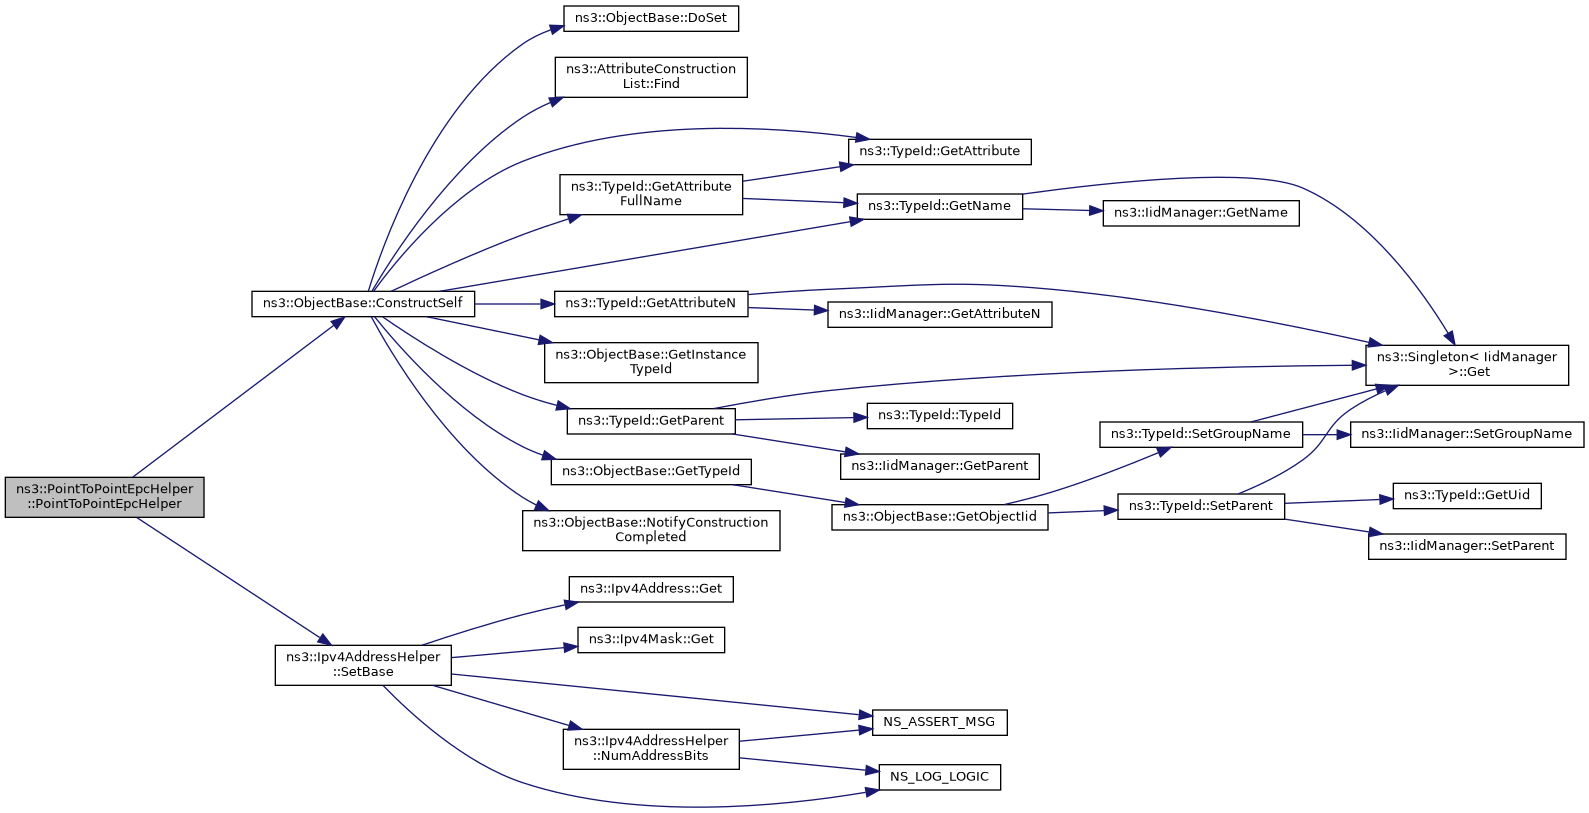 ns3::PointToPointEpcHelper
::PointToPointEpcHelper
ns3::ObjectBase::ConstructSelf
ns3::Ipv4AddressHelper
::SetBase
ns3::ObjectBase::DoSet
ns3::AttributeConstruction
List::Find
ns3::TypeId::GetAttribute
FullName
ns3::TypeId::GetAttributeN
ns3::ObjectBase::GetInstance
TypeId
ns3::TypeId::GetParent
ns3::ObjectBase::GetTypeId
ns3::ObjectBase::NotifyConstruction
Completed
ns3::Ipv4Address::Get
ns3::Ipv4Mask::Get
ns3::Ipv4AddressHelper
::NumAddressBits
ns3::TypeId::GetAttribute
ns3::TypeId::GetName
ns3::IidManager::GetAttributeN
ns3::TypeId::TypeId
ns3::IidManager::GetParent
ns3::ObjectBase::GetObjectIid
NS_ASSERT_MSG
NS_LOG_LOGIC
ns3::IidManager::GetName
ns3::TypeId::SetGroupName
ns3::TypeId::SetParent
ns3::Singleton< IidManager
>::Get
ns3::IidManager::SetGroupName
ns3::TypeId::GetUid
ns3::IidManager::SetParent